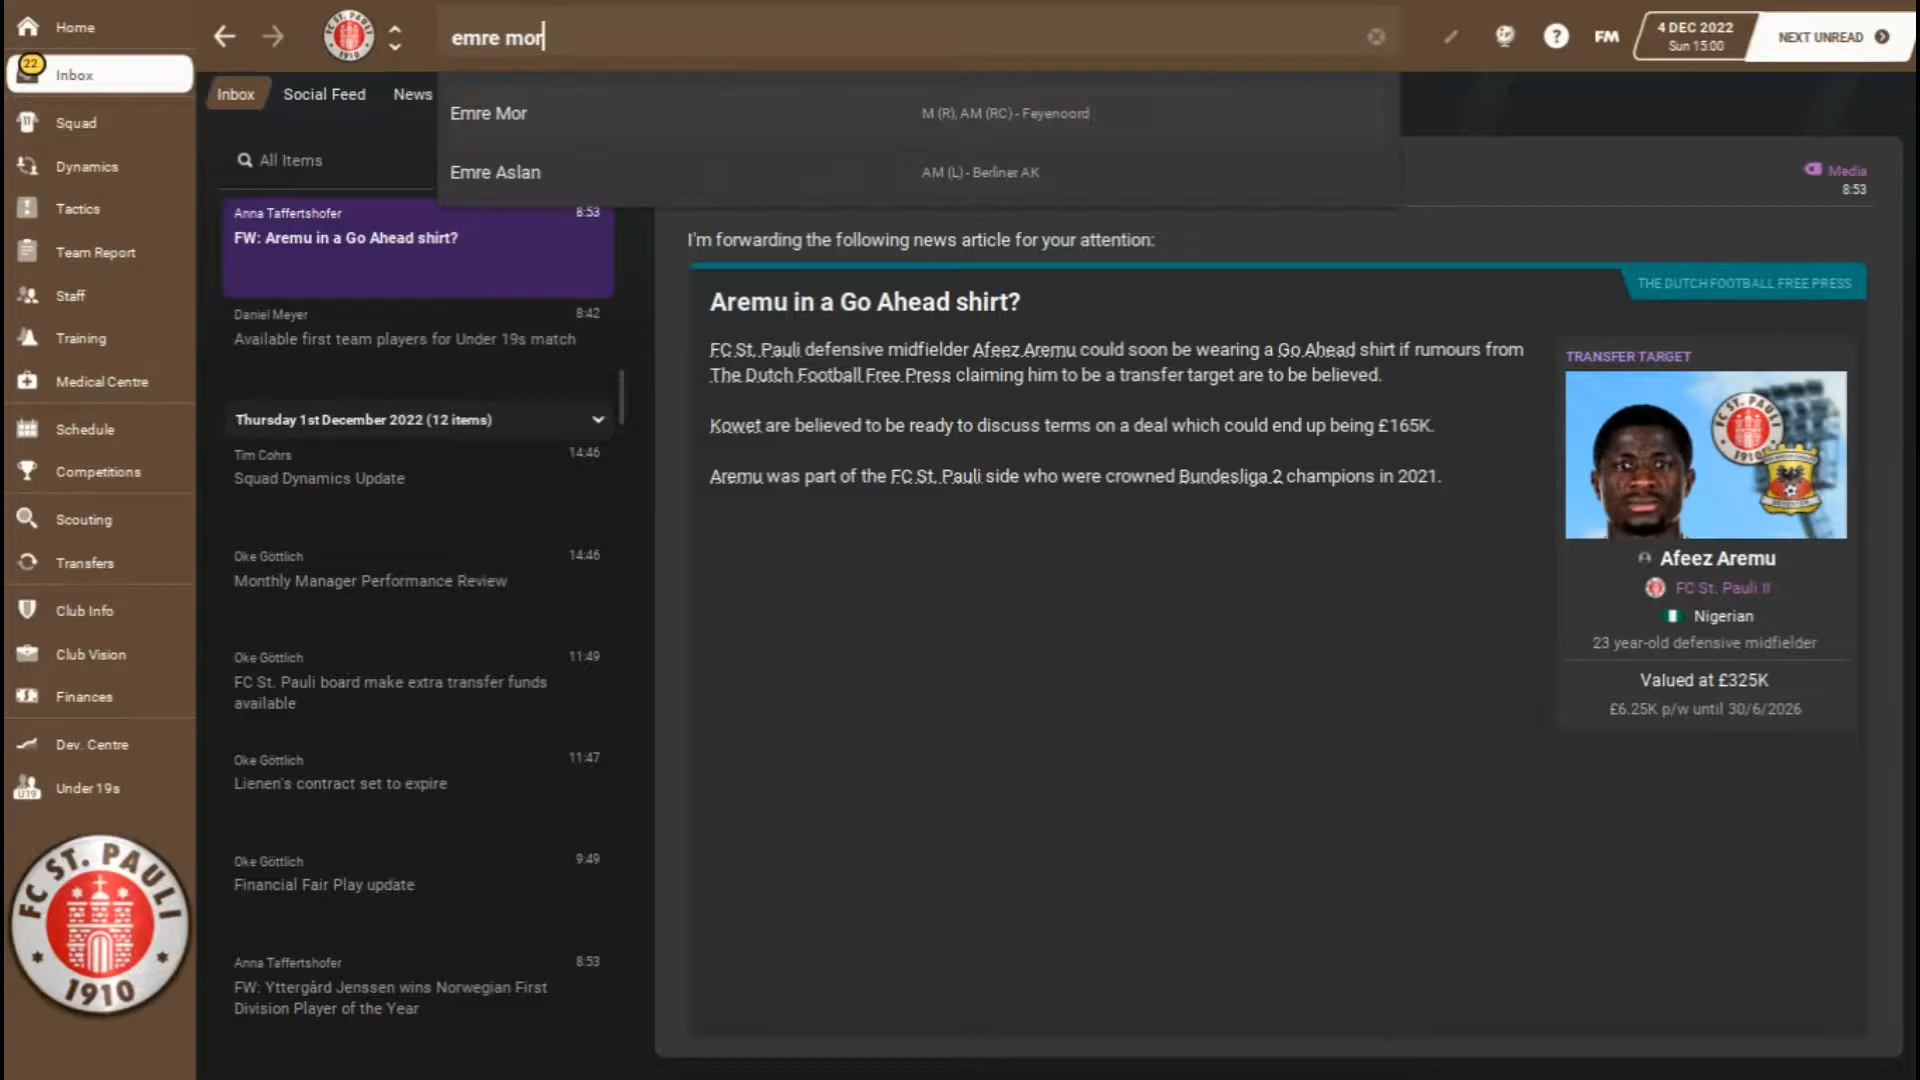 Home
22
Inbox
Squad
Dynamics
Tactics
Team Report
Staff
Training
Medical Centre
Schedule
Competitions
Scouting
Transfers
Club Info
Club Vision
Finances
Dev. Centre
U19
Under 19s
FC ST. PAULI
1910
FC ST. PAULI
1910
emre mor
FM
4 DEC 2022
Sun 15:00
NEXT UNREAD
Inbox
Social Feed
News
Emre Mor
M (R), AM (RC) - Feyenoord
Emre Aslan
AM (L) - Berliner AK
All Items
Anna Taffertshofer
8:53
FW: Aremu in a Go Ahead shirt?
Daniel Meyer
8:42
Available first team players for Under 19s match
Thursday 1st December 2022 (12 items)
Tim Cohrs
14:46
Squad Dynamics Update
Oke Göttlich
14:46
Monthly Manager Performance Review
Oke Göttlich
11:49
FC St. Pauli board make extra transfer funds
available
Oke Göttlich
11:47
Lienen's contract set to expire
Oke Göttlich
9:49
Financial Fair Play update
Anna Taffertshofer
8:53
FW: Yttergård Jenssen wins Norwegian First
Division Player of the Year
Media
8:53
I'm forwarding the following news article for your attention:
THE DUTCH FOOTBALL FREE PRESS
Aremu in a Go Ahead shirt?
FC St. Pauli defensive midfielder Afeez Aremu could soon be wearing a Go Ahead shirt if rumours from
The Dutch Football Free Press claiming him to be a transfer target are to be believed.
Kowet are believed to be ready to discuss terms on a deal which could end up being £165K.
Aremu was part of the FC St. Pauli side who were crowned Bundesliga 2 champions in 2021.
TRANSFER TARGET
FC ST. PAULI
1910
Afeez Aremu
FC St. Pauli II
Nigerian
23 year-old defensive midfielder
Valued at £325K
£6.25K p/w until 30/6/2026